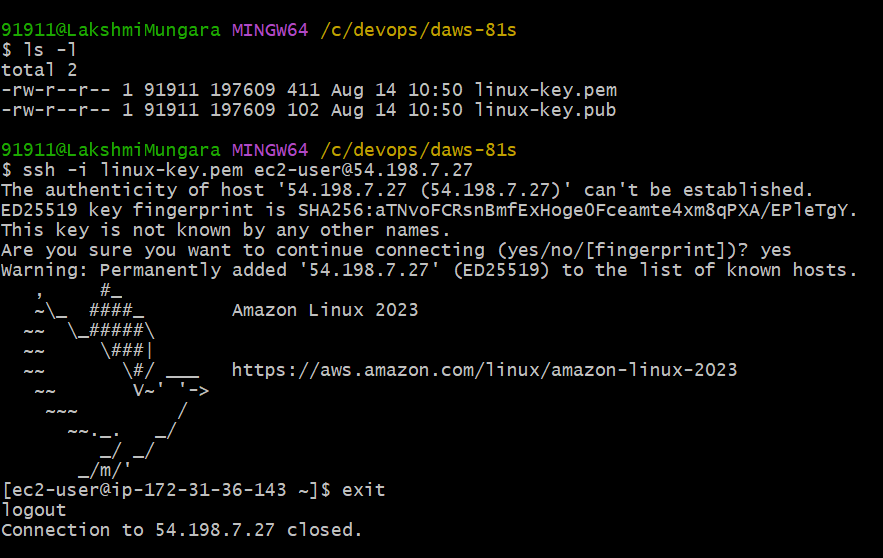 91911@LakshmiMungara MINGW64 /c/devops/daws-81s
$ ls -l
total 2
-rw-r--r-- 1 91911 197609 411 Aug 14 10:50 linux-key.pem
-rw-r--r-- 1 91911 197609 102 Aug 14 10:50 linux-key.pub

91911@LakshmiMungara MINGW64 /c/devops/daws-81s
$ ssh -i linux-key.pem ec2-user@54.198.7.27
The authenticity of host '54.198.7.27 (54.198.7.27)' can't be established.
ED25519 key fingerprint is SHA256:aTNvoFCRsnBmfExHogeOFceamte4xm8qPXA/EPleTgY.
This key is not known by any other names.
Are you sure you want to continue connecting (yes/no/[fingerprint])? yes
Warning: Permanently added '54.198.7.27' (ED25519) to the list of known hosts.
   ,     #_
   ~\_  ####_        Amazon Linux 2023
  ~~  \_#####\
  ~~     \###|
  ~~       \#/ ___   https://aws.amazon.com/linux/amazon-linux-2023
   ~~       V~' '->
    ~~~         /
      ~~._.   _/
         _/ _/
       _/m/'
[ec2-user@ip-172-31-36-143 ~]$ exit
logout
Connection to 54.198.7.27 closed.